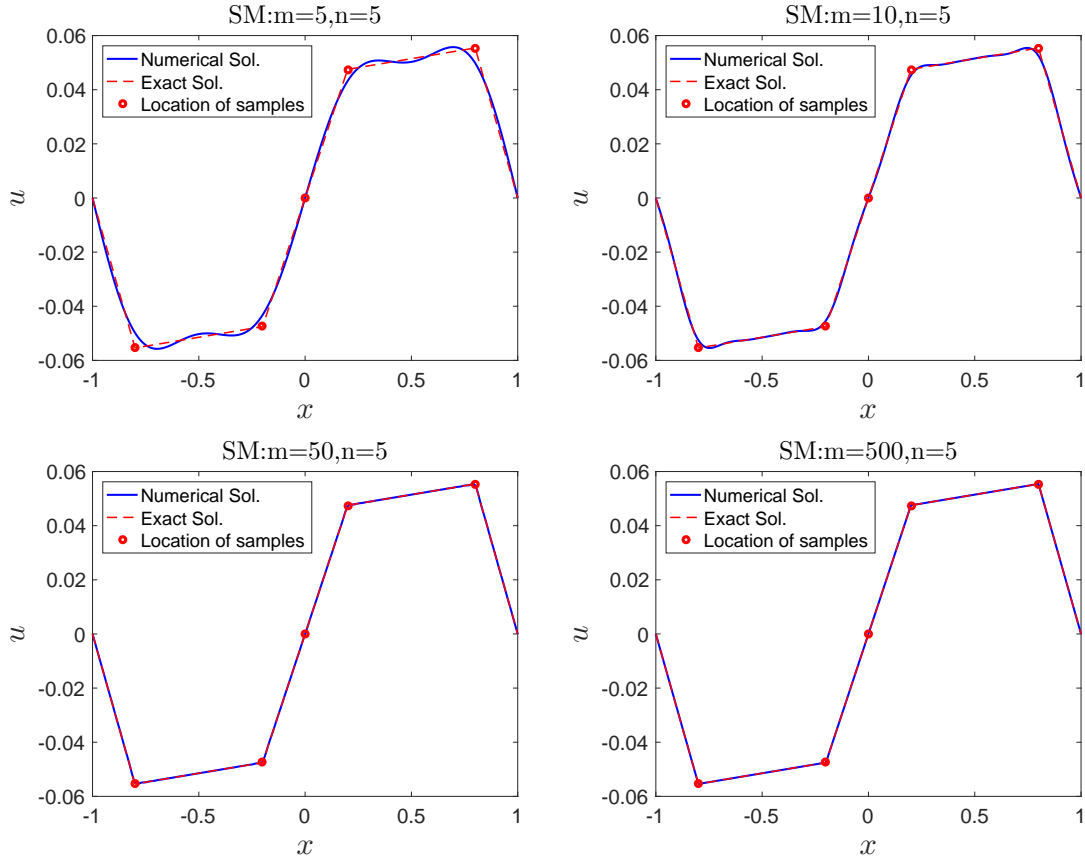 SM:m=5,n=5
0.06
0.04
0.02
0
-0.02
-0.04
-0.06
u
Numerical Sol.
Exact Sol.
Location of samples
-1
-0.5
0
0.5
1
x
SM:m=10,n=5
0.06
0.04
0.02
0
-0.02
-0.04
-0.06
u
Numerical Sol.
Exact Sol.
Location of samples
-1
-0.5
0
0.5
1
x
SM:m=50,n=5
0.06
0.04
0.02
0
-0.02
-0.04
-0.06
u
Numerical Sol.
Exact Sol.
Location of samples
-1
-0.5
0
0.5
1
x
SM:m=500,n=5
0.06
0.04
0.02
0
-0.02
-0.04
-0.06
u
Numerical Sol.
Exact Sol.
Location of samples
-1
-0.5
0
0.5
1
x